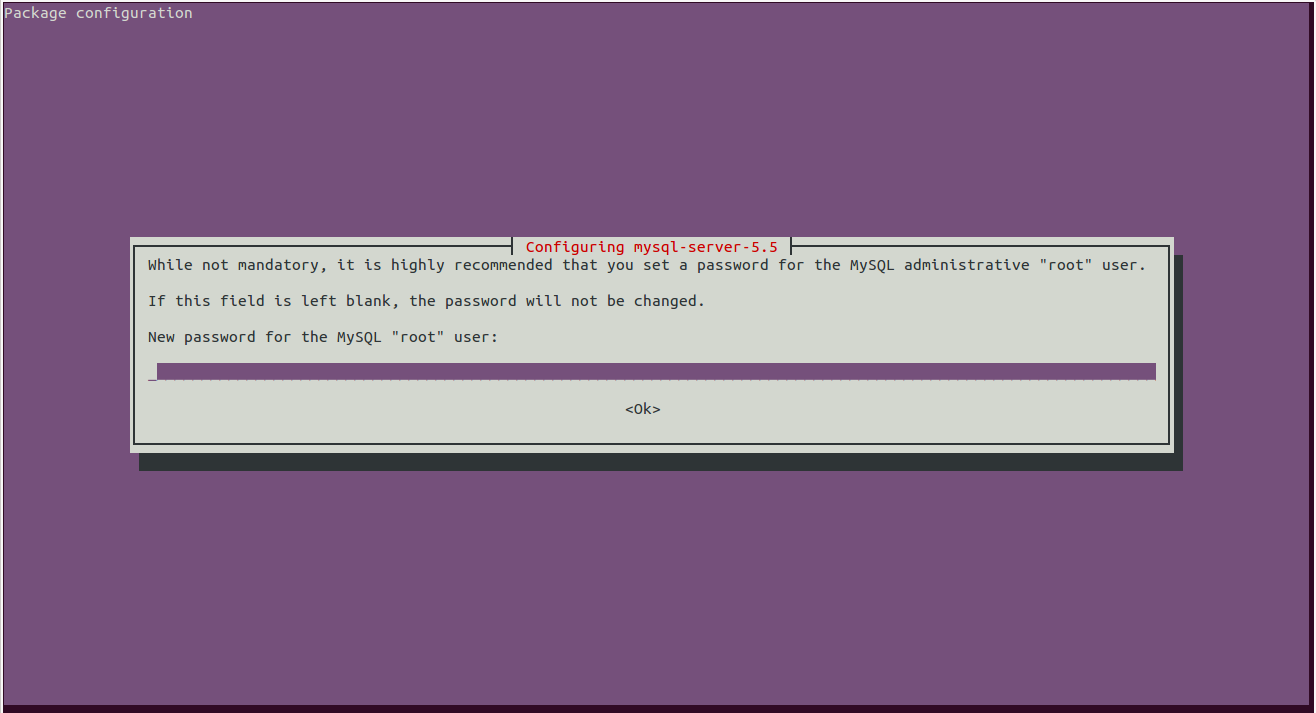 Package configuration
Configuring mysql-server-5.5
While not mandatory, it is highly recommended that you set a password for the MySQL administrative "root" user.
If this field is left blank, the password will not be changed.
New password for the MySQL "root" user:
<Ok>